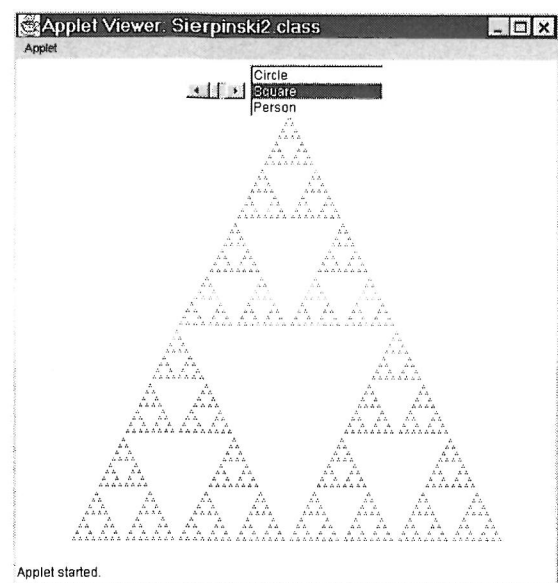 Applet Viewer. Sierpinski2.class
Applet
Circle
Square
Person
Applet started.